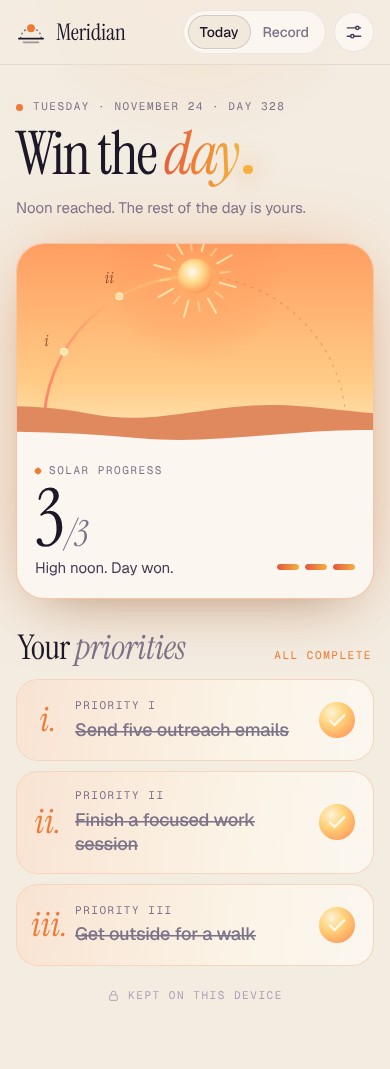 Meridian
Today
Record
TUESDAY · NOVEMBER 24 · DAY 328
Win the day.
Noon reached. The rest of the day is yours.
ii
i
SOLAR PROGRESS
3/3
High noon. Day won.
Your priorities
ALL COMPLETE
i.
PRIORITY I
Send five outreach emails
ii.
PRIORITY II
Finish a focused work
session
iii.
PRIORITY III
Get outside for a walk
KEPT ON THIS DEVICE